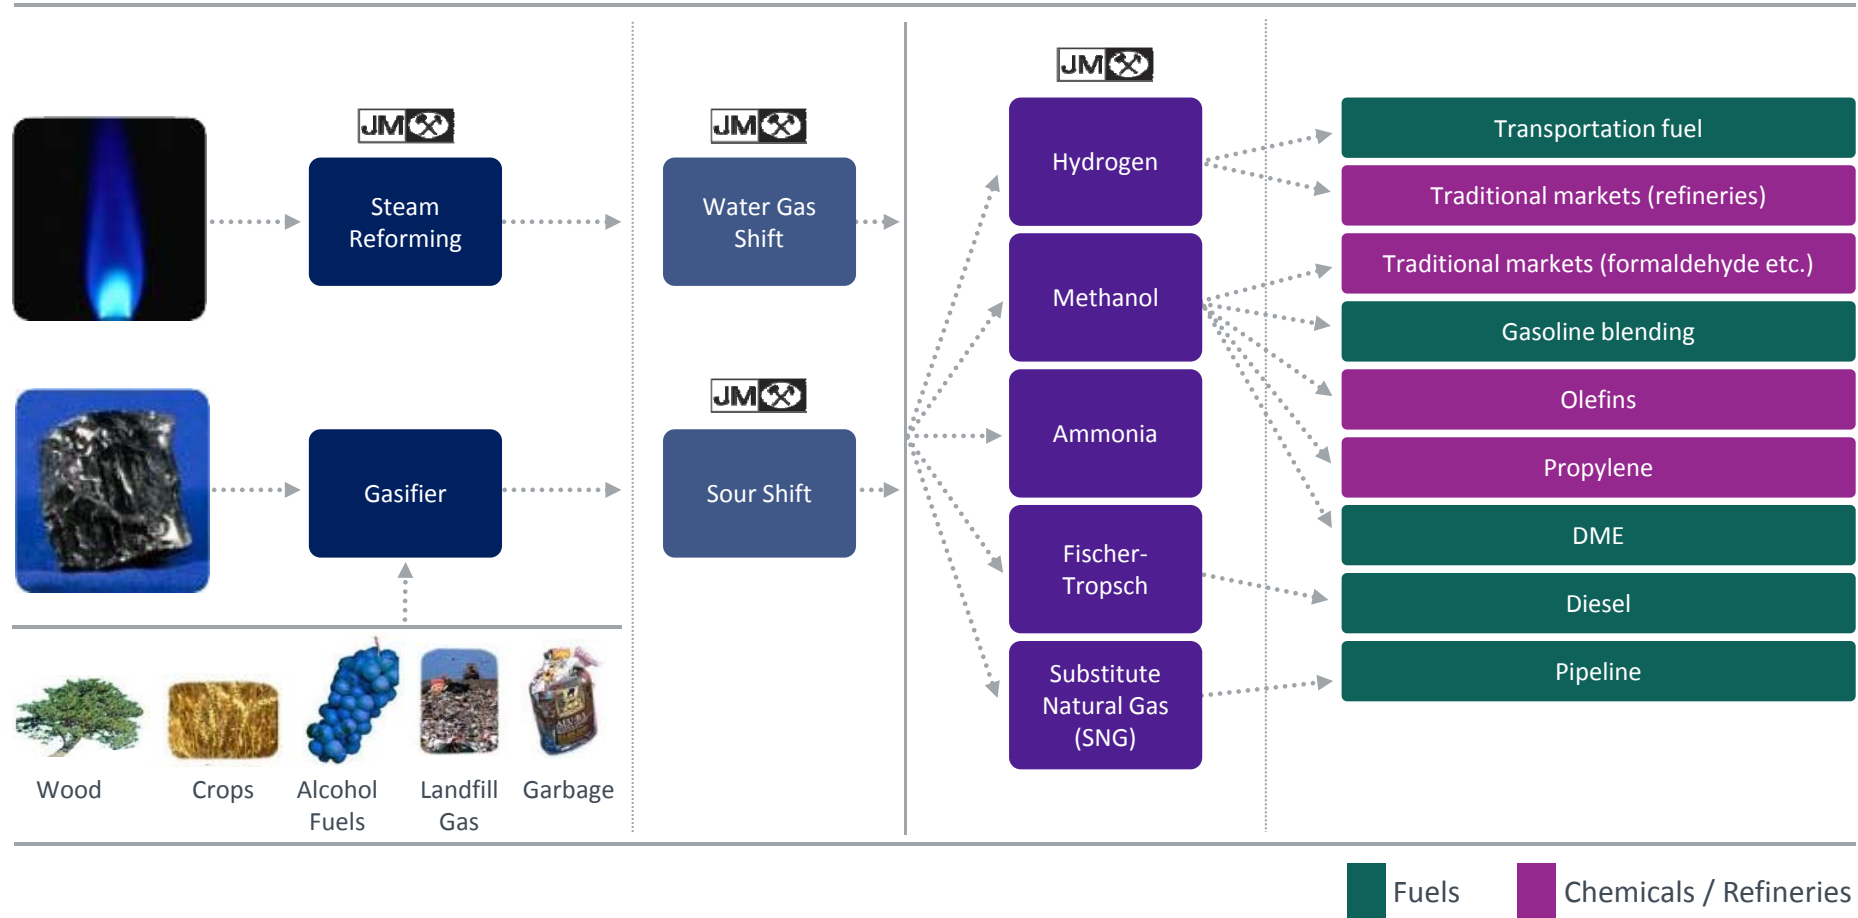 JM
JM
JM
JM
Steam
Reforming
Water Gas
Shift
Gasifier
Sour Shift
Hydrogen
Methanol
Ammonia
Fischer-
Tropsch
Substitute
Natural Gas
(SNG)
Transportation fuel
Traditional markets (refineries)
Traditional markets (formaldehyde etc.)
Gasoline blending
Olefins
Propylene
DME
Diesel
Pipeline
Wood
Crops
Alcohol
Fuels
Landfill
Gas
Garbage
Fuels
Chemicals / Refineries